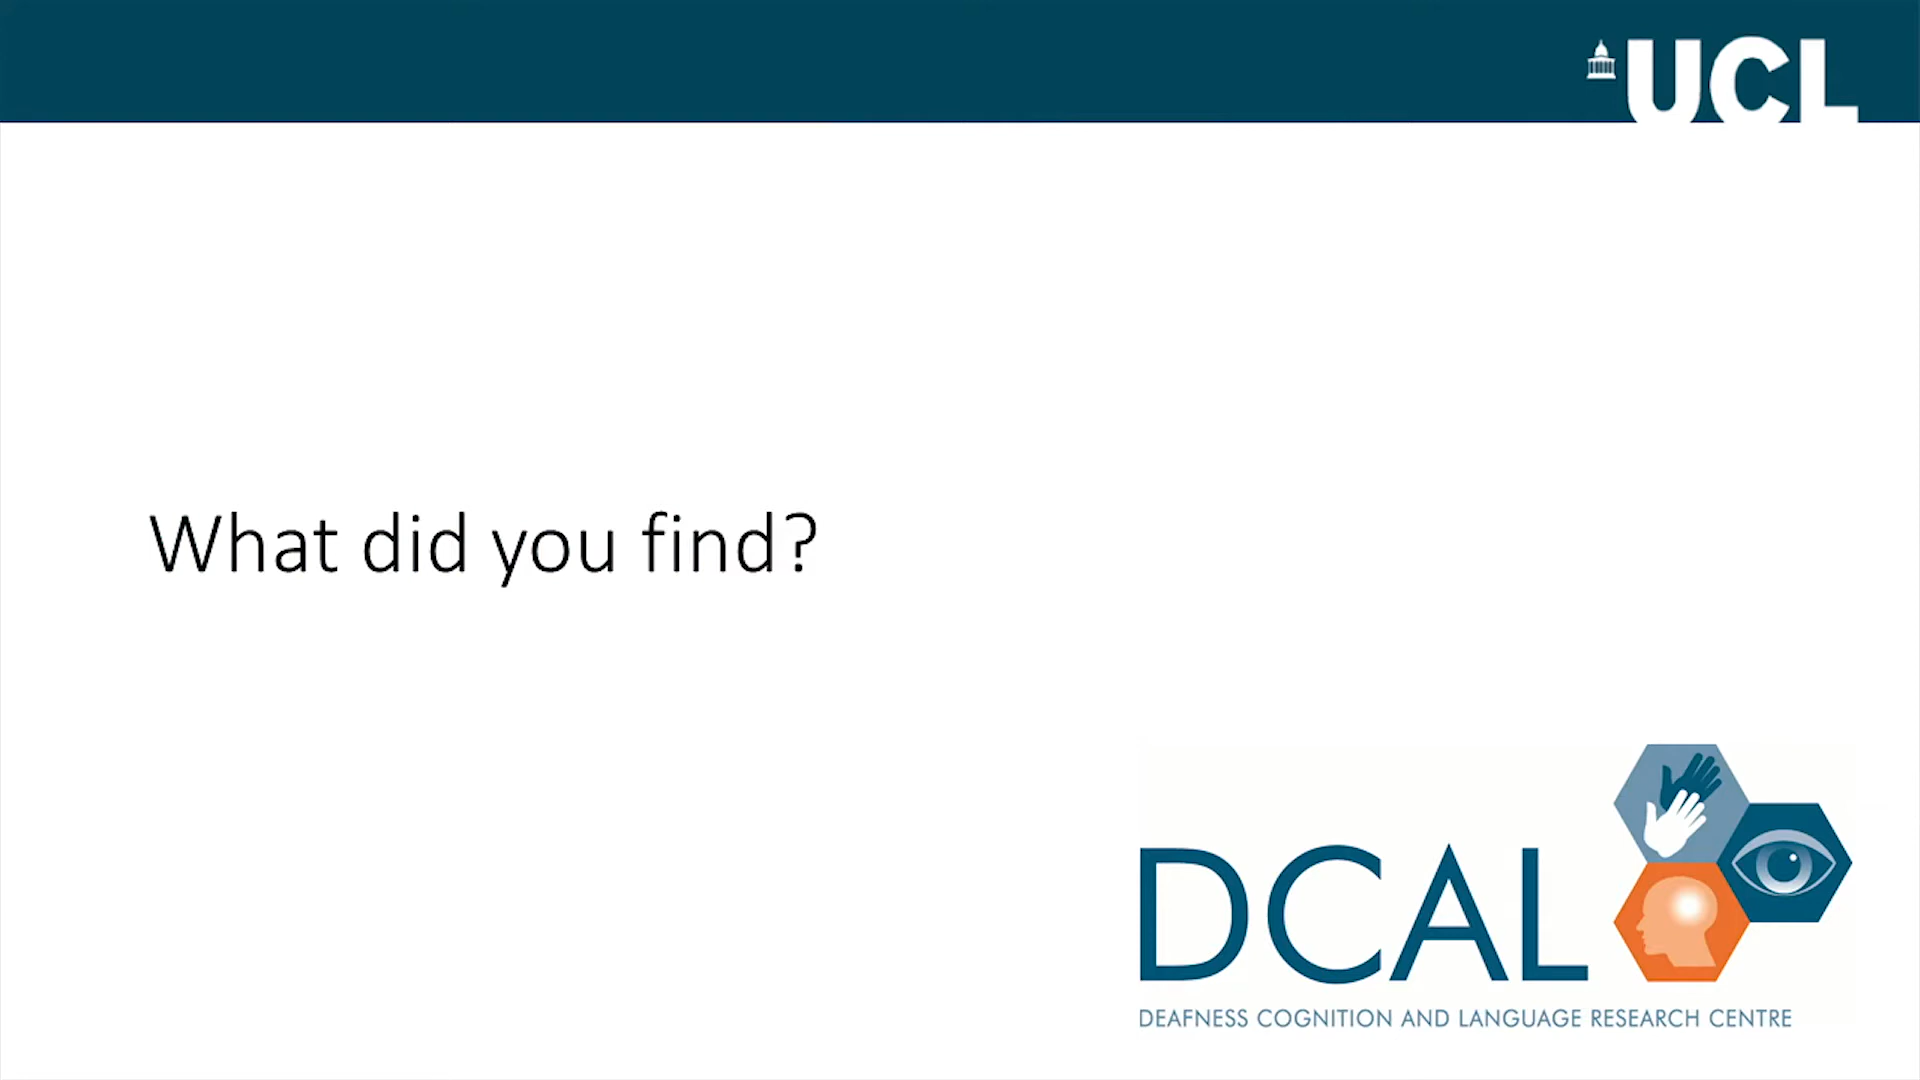 UCL
What did you find?
DCAL
DEAFNESS COGNITION AND LANGUAGE RESEARCH CENTRE